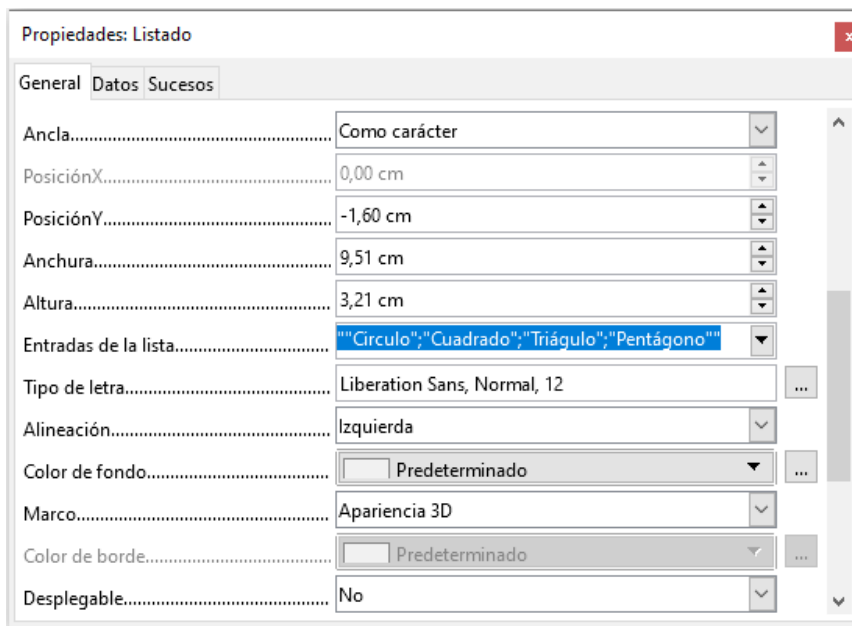 Propiedades: Listado
x
General Datos Sucesos
Ancla.................................................... Como carácter
PosiciónX............................................. 0,00 cm
PosiciónY............................................. -1,60 cm
Anchura............................................... 9,51 cm
Altura.................................................. 3,21 cm
Entradas de la lista............................... ""Circulo";"Cuadrado";"Triágulo";"Pentágono""
Tipo de letra........................................ Liberation Sans, Normal, 12 ...
Alineación............................................ Izquierda
Color de fondo..................................... Predeterminado ...
Marco.................................................. Apariencia 3D
Color de borde..................................... Predeterminado ...
Desplegable......................................... No